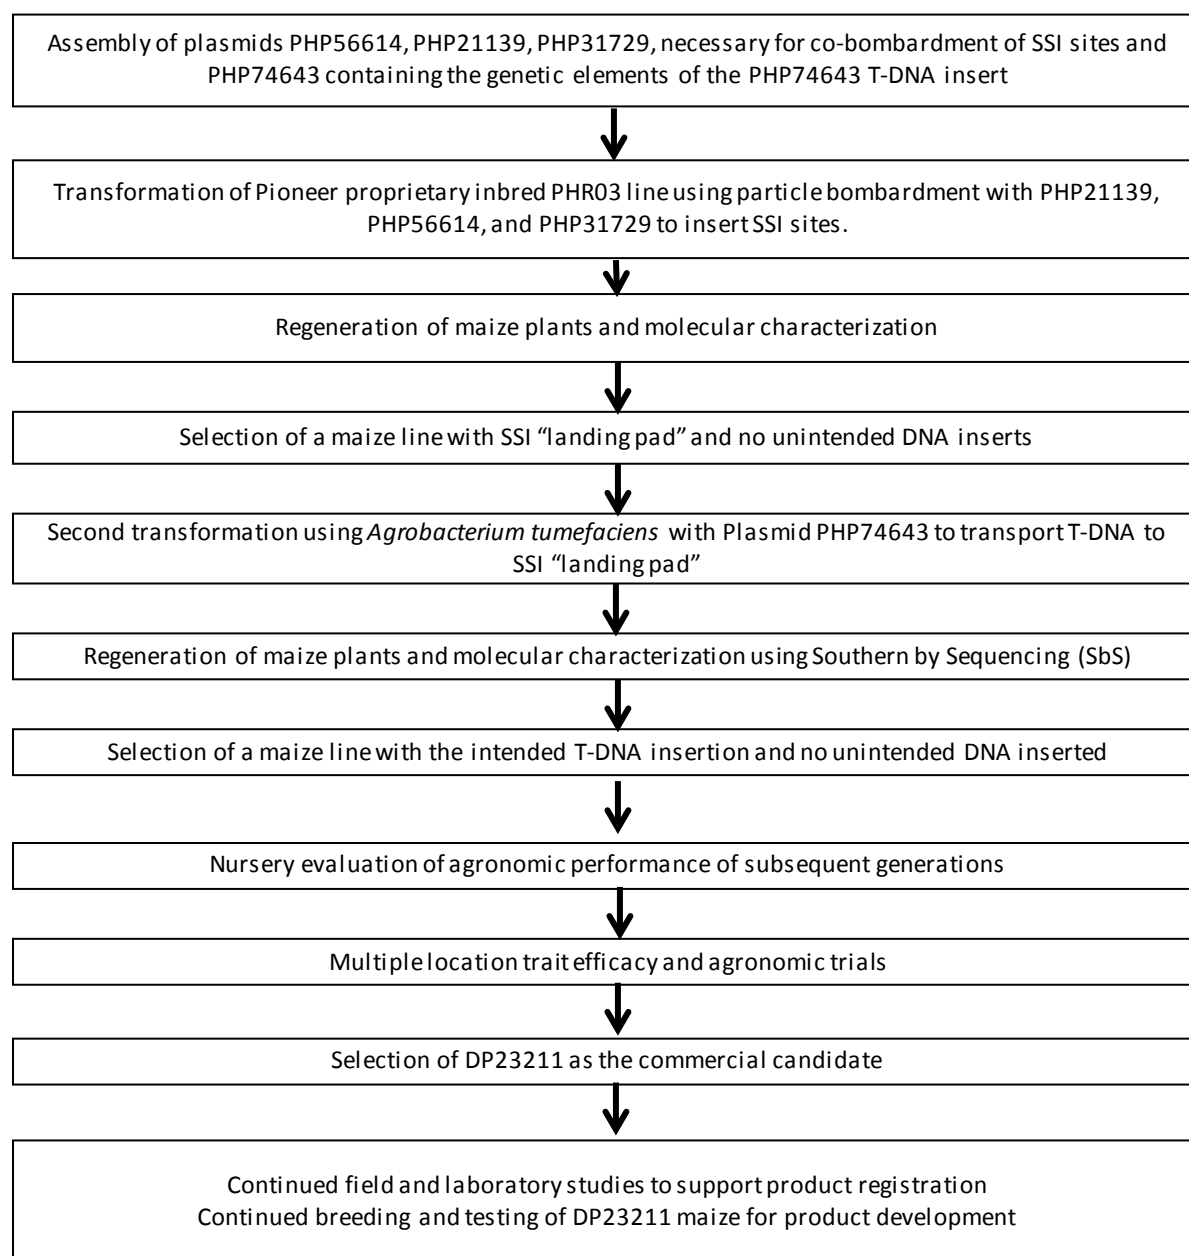 Assembly of plasmids PHP56614, PHP21139, PHP31729, necessary for co-bombardment of SSI sites and
PHP74643 containing the genetic elements of the PHP74643 T-DNA insert
Transformation of Pioneer proprietary inbred PHR03 line using particle bombardment with PHP21139,
PHP56614, and PHP31729 to insert SSI sites.
Regeneration of maize plants and molecular characterization
Selection of a maize line with SSI “landing pad” and no unintended DNA inserts
Second transformation using Agrobacterium tumefaciens with Plasmid PHP74643 to transport T-DNA to
SSI “landing pad”
Regeneration of maize plants and molecular characterization using Southern by Sequencing (SbS)
Selection of a maize line with the intended T-DNA insertion and no unintended DNA inserted
Nursery evaluation of agronomic performance of subsequent generations
Multiple location trait efficacy and agronomic trials
Selection of DP23211 as the commercial candidate
Continued field and laboratory studies to support product registration
Continued breeding and testing of DP23211 maize for product development